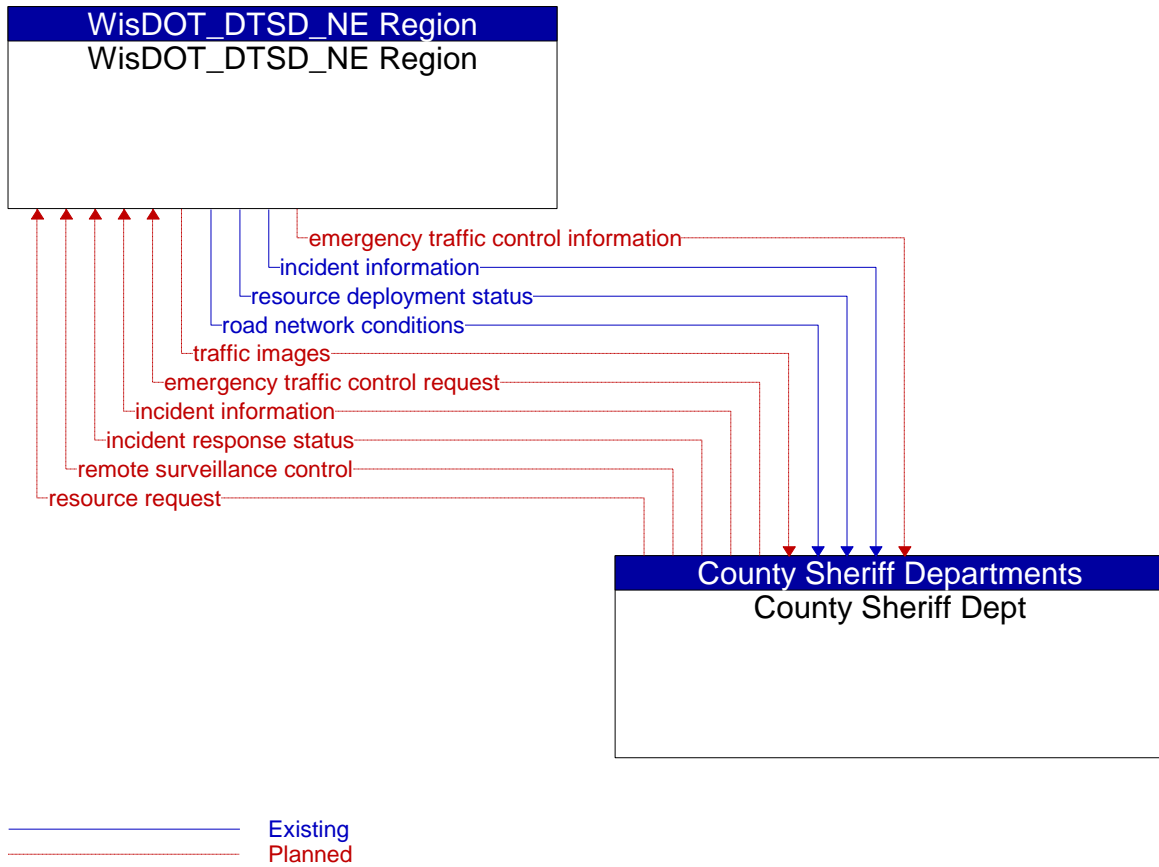 WisDOT_DTSD_NE Region
WisDOT_DTSD_NE Region
emergency traffic control information
incident information
resource deployment status
road network conditions
traffic images
emergency traffic control request
incident information
incident response status
remote surveillance control
resource request
County Sheriff Departments
County Sheriff Dept
Existing
Planned